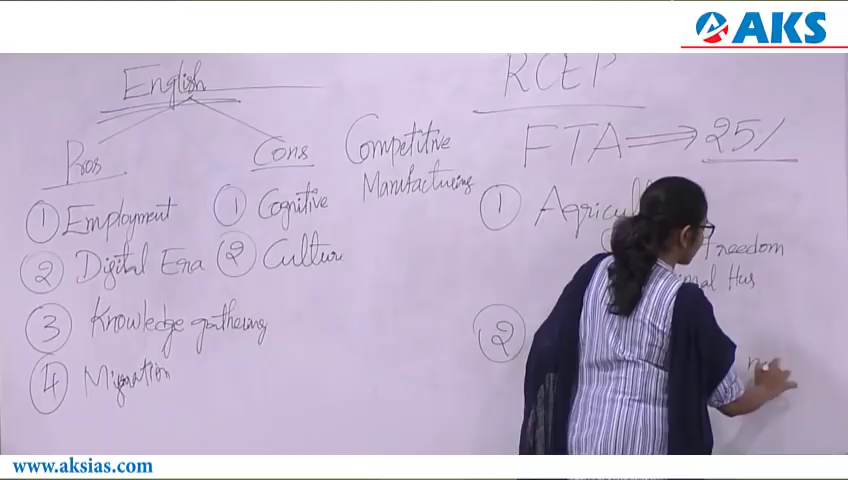 AKS
English
Pros
Cons
① Employment
① Cognitive
② Digital Era
② Cultur
③ Knowledge gathering
④ Migration
Competitive
Manufacturing
RCEP
FTA ⇒ 25%
①
Freedom
Hus
②
www.aksias.com